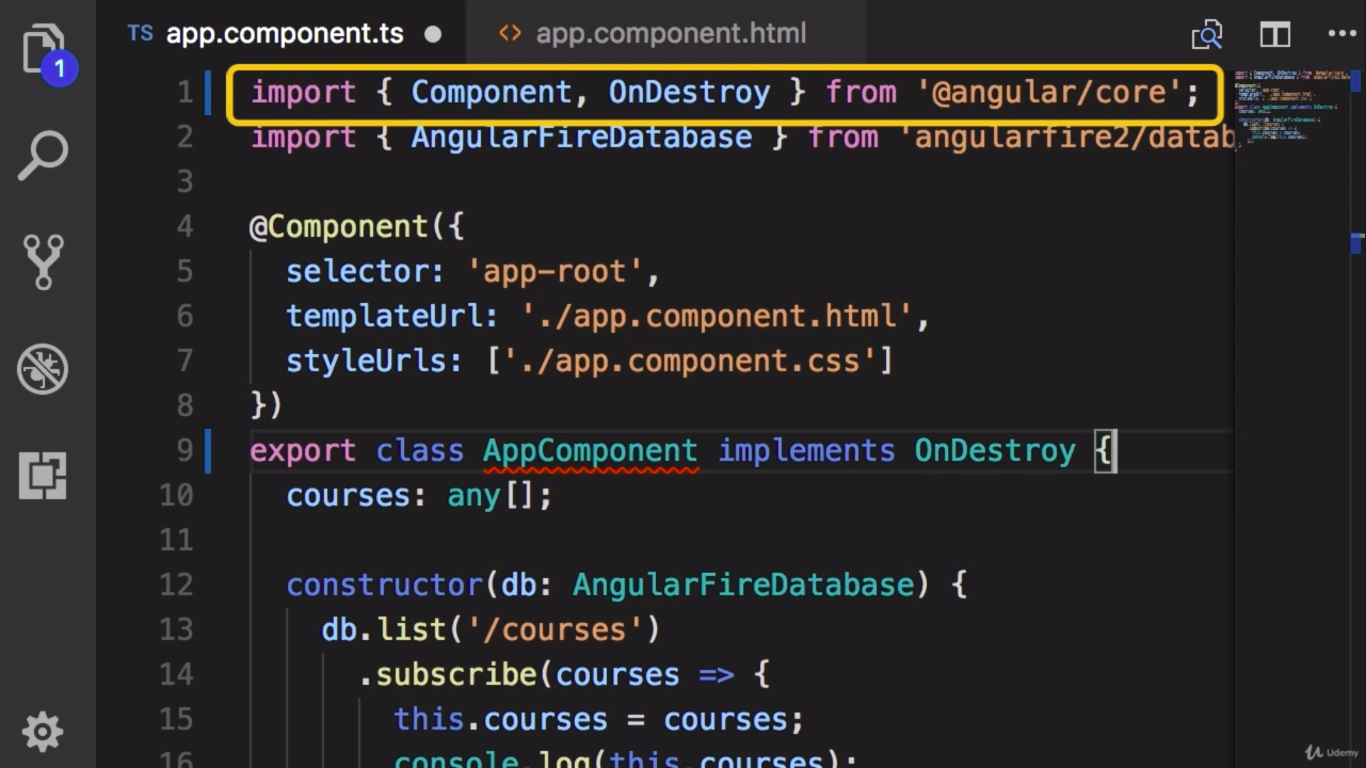 TS app.component.ts
<> app.component.html
1
1 import { Component, OnDestroy } from '@angular/core';
2 import { AngularFireDatabase } from 'angularfire2/datab
3
4 @Component({
5 selector: 'app-root',
6 templateUrl: './app.component.html',
7 styleUrls: ['./app.component.css']
8 })
9 export class AppComponent implements OnDestroy {
10 courses: any[];
11
12 constructor(db: AngularFireDatabase) {
13 db.list('/courses')
14 .subscribe(courses => {
15 this.courses = courses;
16 console.log(this.courses);
Udemy